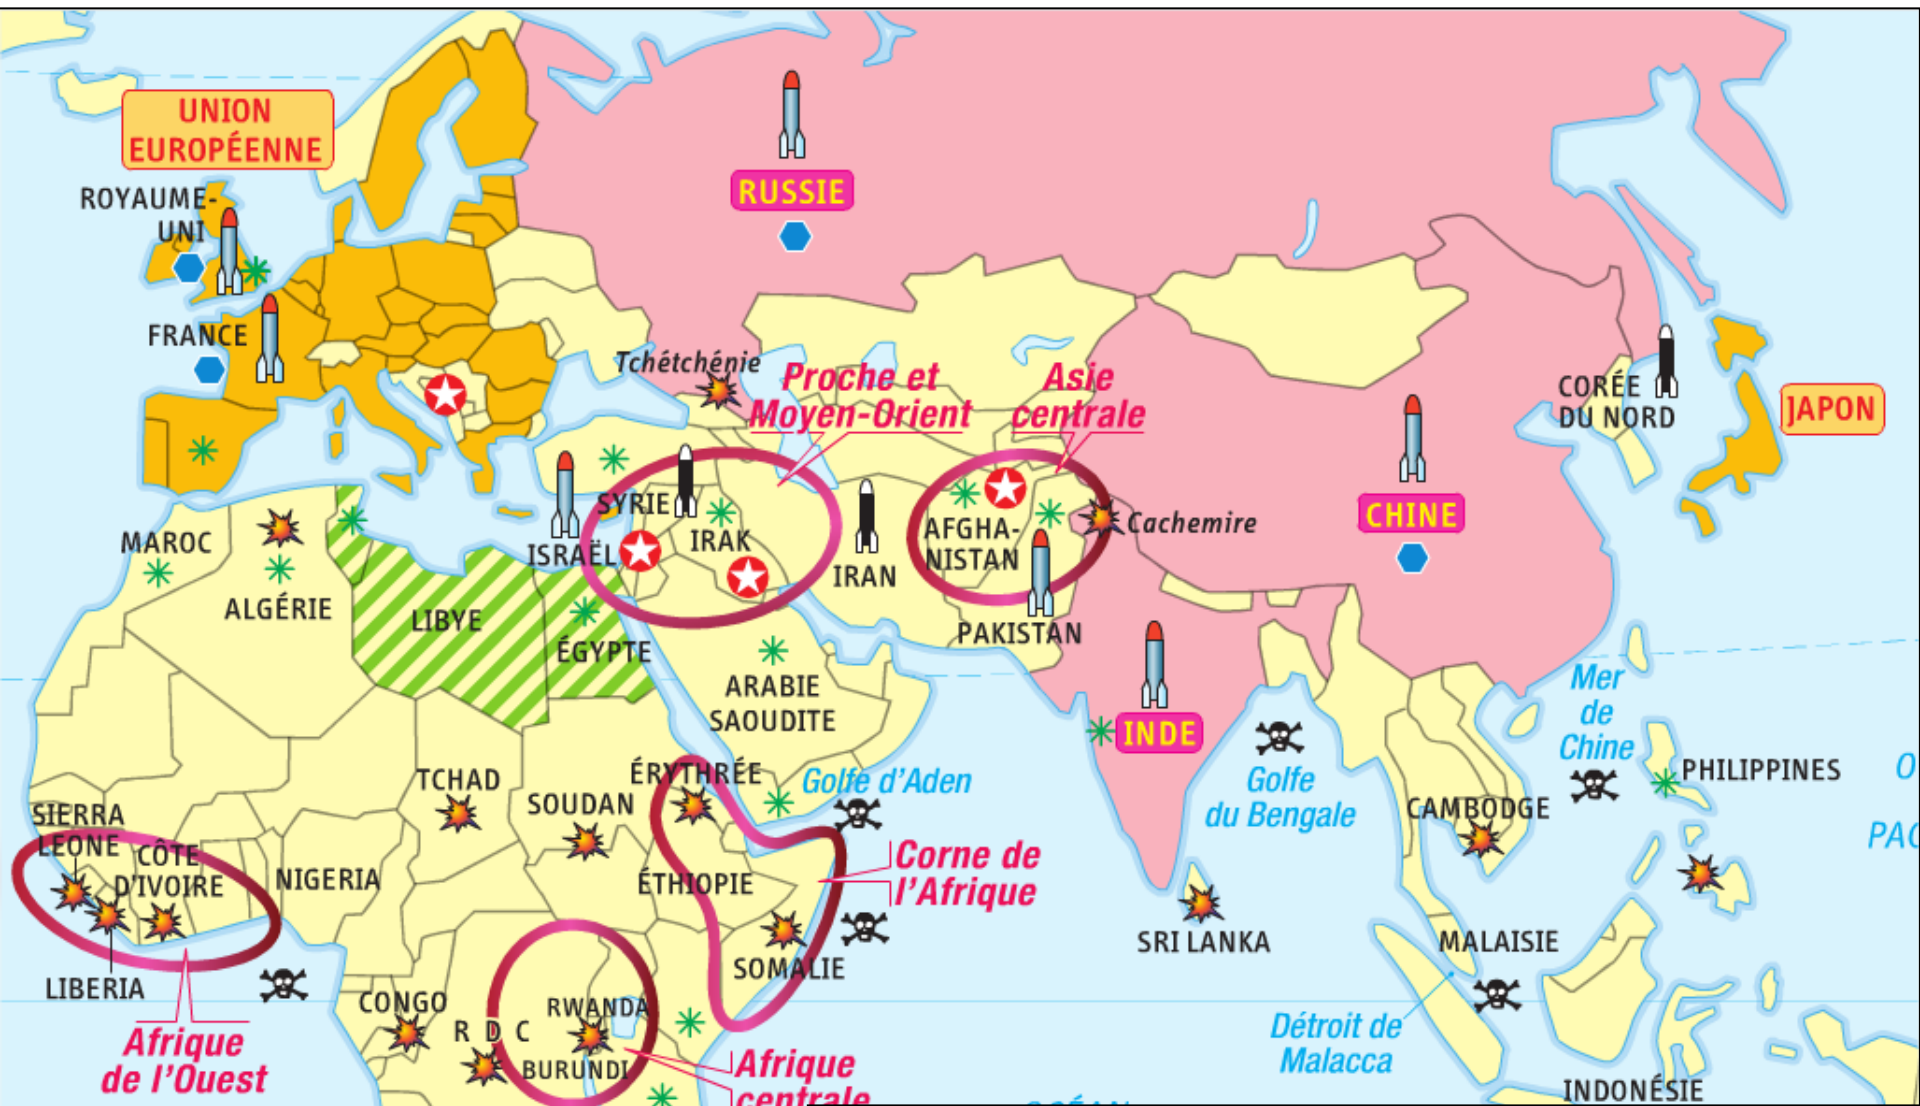 UNION
EUROPÉENNE
ROYAUME-
UNI
RUSSIE
FRANCE
Tchétchénie
Proche et
Moyen-Orient
Asie
centrale
CORÉE
DU NORD
JAPON
SYRIE
AFGHA-
NISTAN
Cachemire
CHINE
MAROC
ISRAËL
IRAK
IRAN
ALGÉRIE
LIBYE
ÉGYPTE
PAKISTAN
ARABIE
SAOUDITE
INDE
Mer
de
Chine
TCHAD
SOUDAN
ÉRYTHRÉE
Golfe d'Aden
Golfe
du Bengale
PHILIPPINES
O
CAMBODGE
PAC
SIERRA
LEONE
CÔTE
D'IVOIRE
NIGERIA
ÉTHIOPIE
Corne de
l'Afrique
SRI LANKA
MALAISIE
SOMALIE
LIBERIA
CONGO
R D C
RWANDA
BURUNDI
Afrique
de l'Ouest
Afrique
centrale
Détroit de
Malacca
INDONÉSIE
OCÉAN